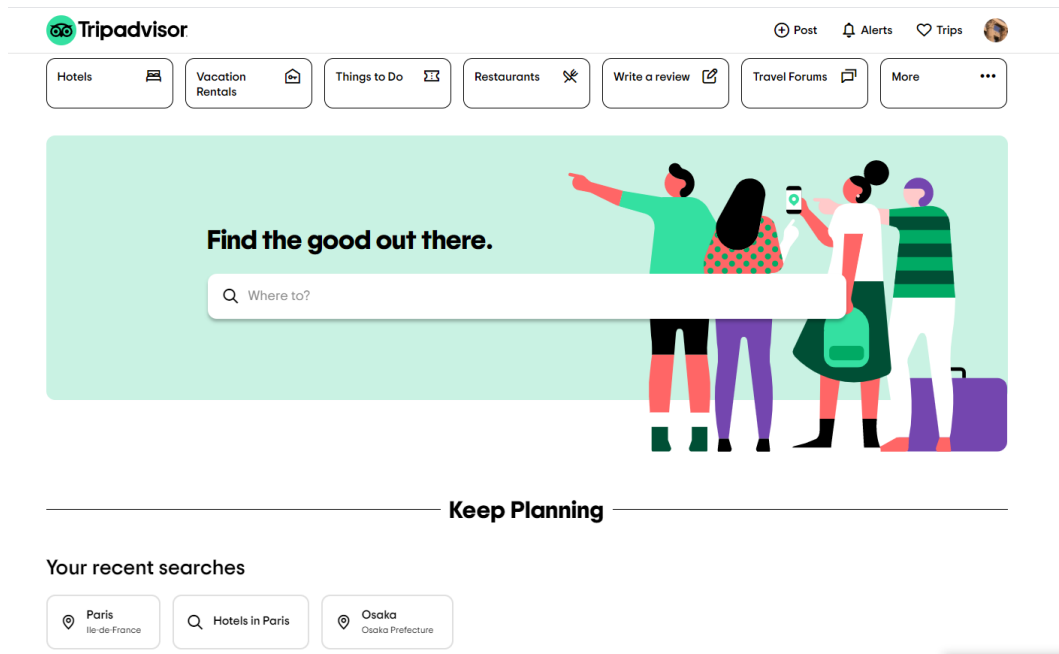 Tripadvisor
Post
Alerts
Trips
Hotels
Vacation
Rentals
Things to Do
Restaurants
Write a review
Travel Forums
More
Find the good out there.
Where to?
Keep Planning
Your recent searches
Paris
Ile-de-France
Hotels in Paris
Osaka
Osaka Prefecture